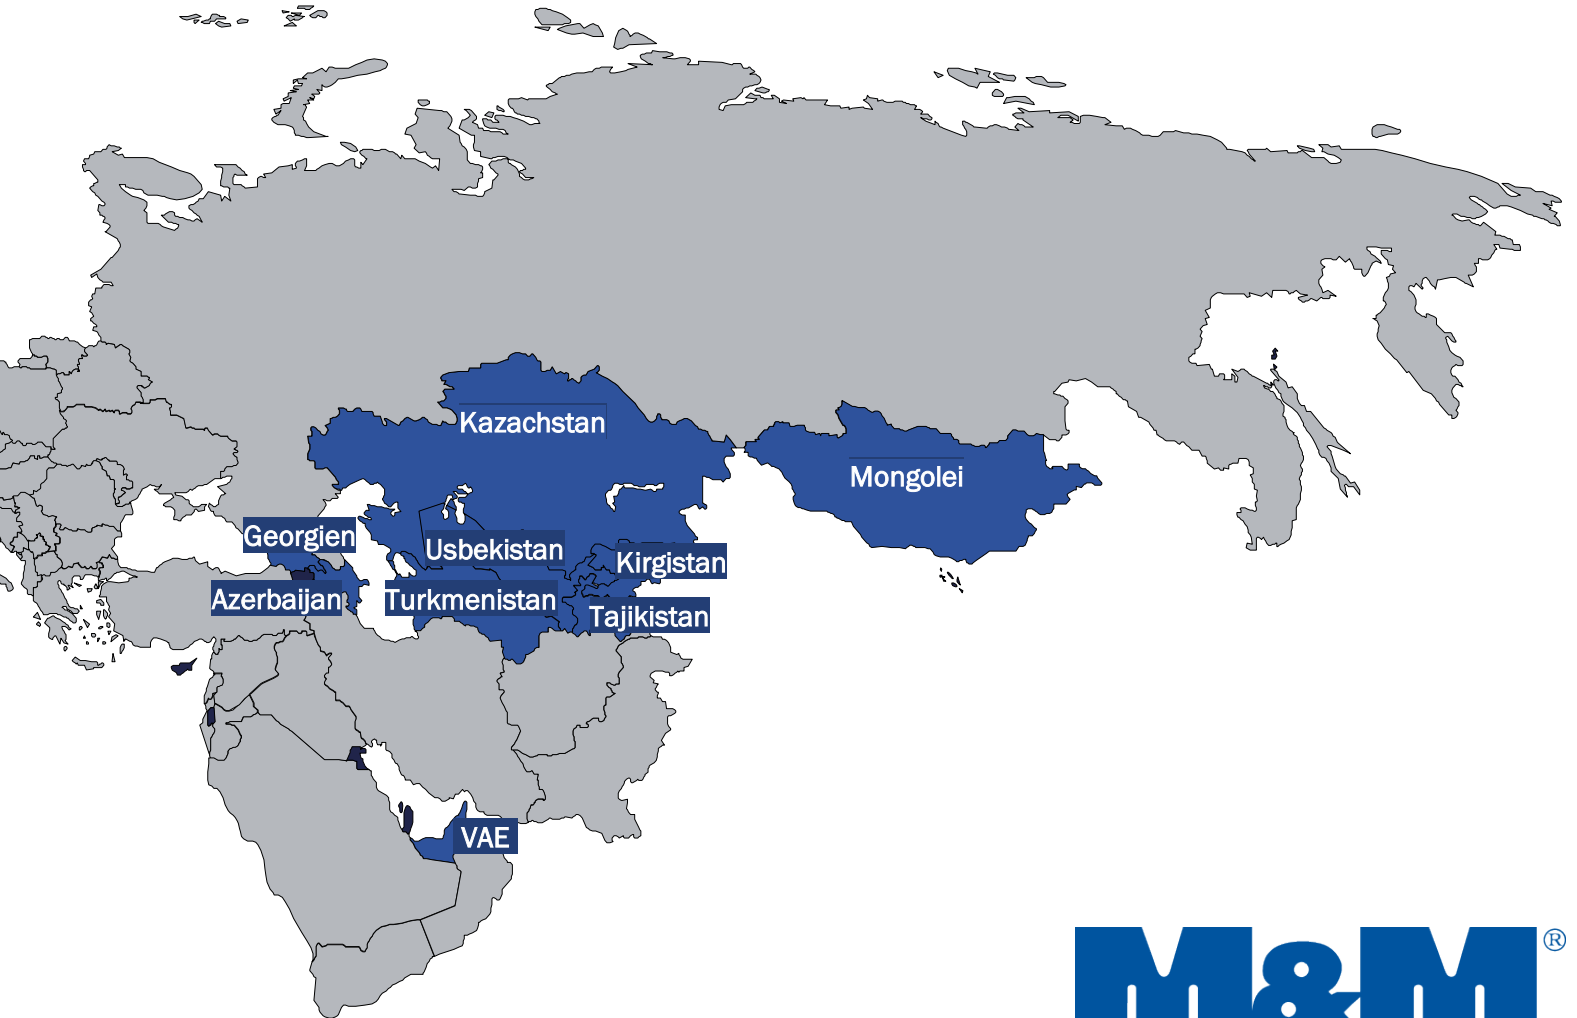 Kazachstan
Mongolei
Georgien
Usbekistan
Kirgistan
Azerbaijan
Turkmenistan
Tajikistan
VAE
M&M ®